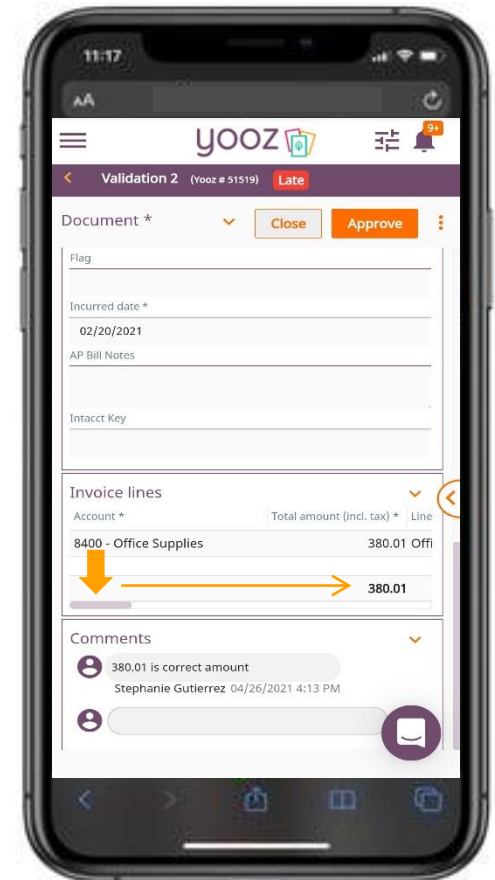 11:17
AA
yooz
9+
Validation 2 (Yooz # 51519) Late
Document * Close Approve
Flag
Incurred date *
02/20/2021
AP Bill Notes
Intacct Key
Invoice lines
Account * Total amount (incl. tax) * Line
8400 - Office Supplies 380.01 Offi
380.01
Comments
380.01 is correct amount
Stephanie Gutierrez 04/26/2021 4:13 PM